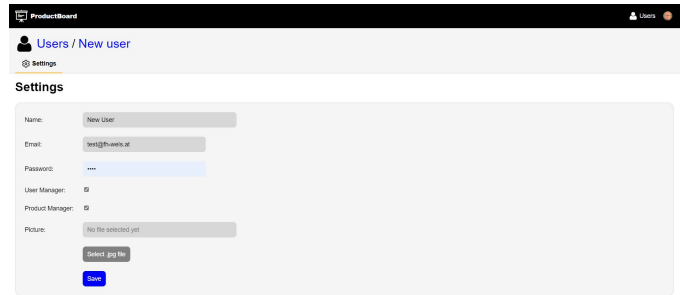 ProductBoard
Users
Users / New user
Settings
Settings
Name: New User
Email: test@fh-wels.at
Password: ••••
User Manager:
Product Manager:
Picture: No file selected yet
Select .jpg file
Save